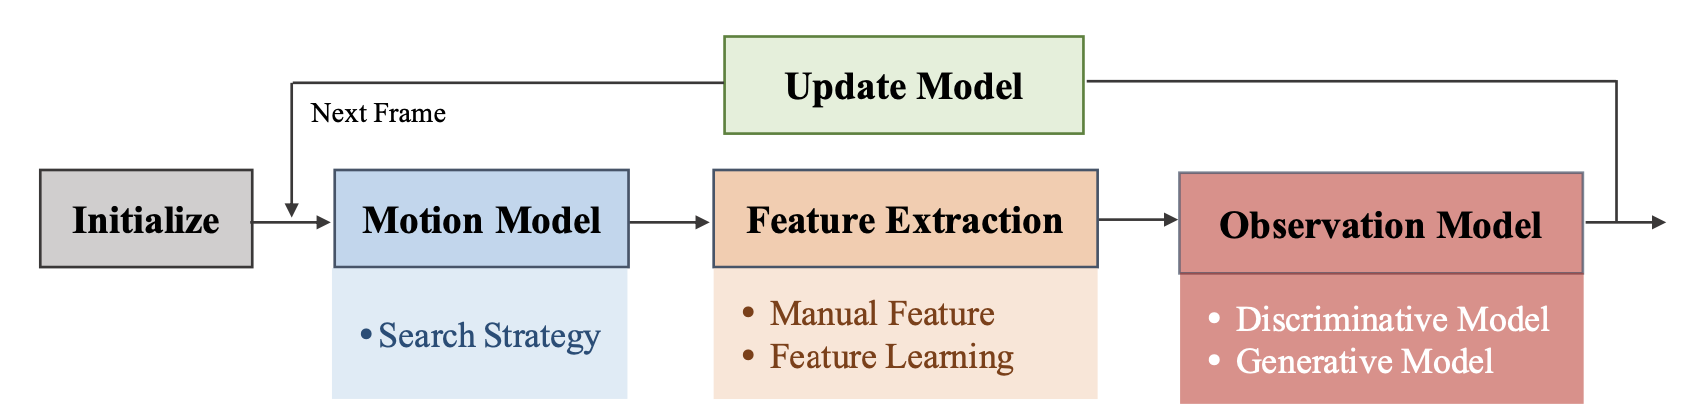 Update Model
Next Frame
Initialize
Motion Model
Feature Extraction
Observation Model
• Search Strategy
• Manual Feature
• Feature Learning
• Discriminative Model
• Generative Model